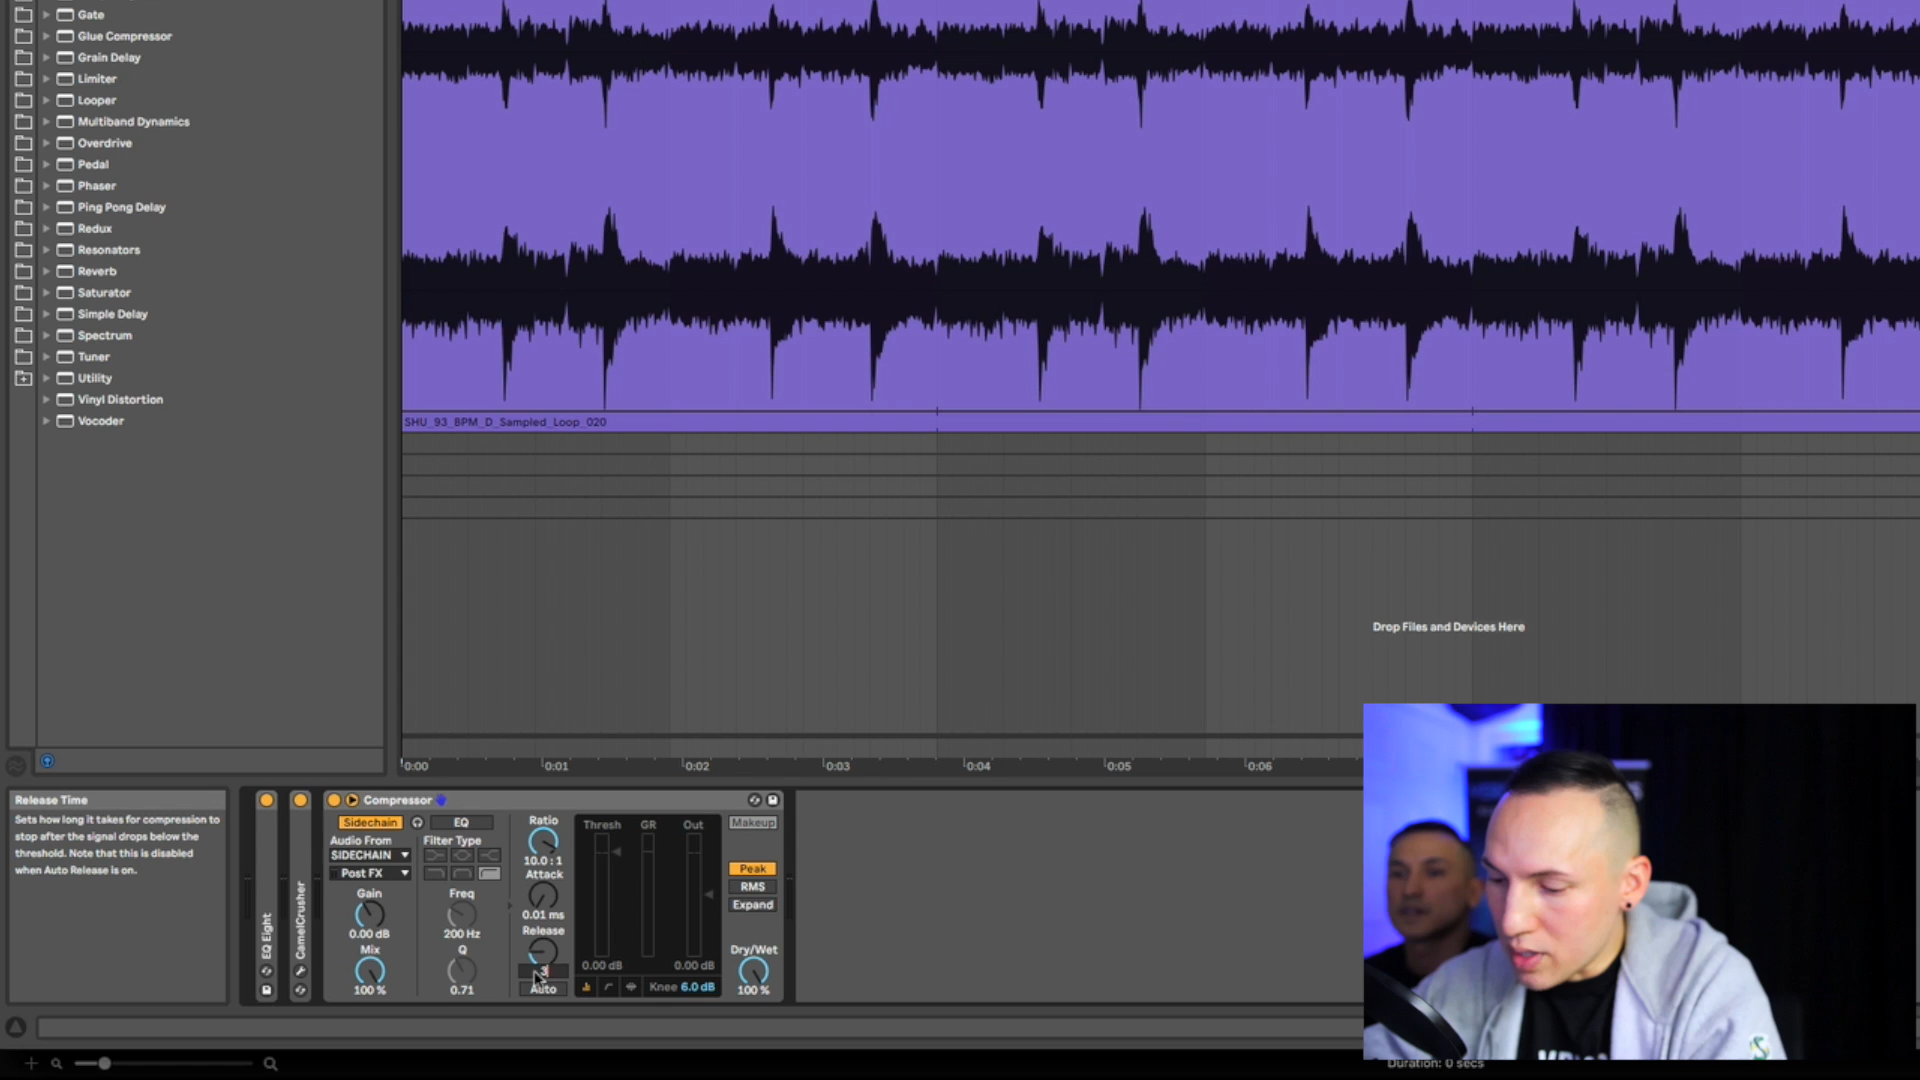 Gate
Glue Compressor
Grain Delay
Limiter
Looper
Multiband Dynamics
Overdrive
Pedal
Phaser
Ping Pong Delay
Redux
Resonators
Reverb
Saturator
Simple Delay
Spectrum
Tuner
Utility
Vinyl Distortion
Vocoder
SHU_93_BPM_D_Sampled_Loop_020
Drop Files and Devices Here
0:00 0:01 0:02 0:03 0:04 0:05 0:06
Release Time
Sets how long it takes for compression to
stop after the signal drops below the
threshold. Note that this is disabled
when Auto Release is on.
EQ Eight
CamelCrusher
Compressor
Sidechain
EQ
Audio From
SIDECHAIN
Post FX
Gain
0.00 dB
Mix
100 %
Filter Type
Freq
200 Hz
Q
0.71
Ratio
10.0 : 1
Attack
0.01 ms
Release
3
Auto
Thresh GR Out
0.00 dB 0.00 dB
Knee 6.0 dB
Makeup
Peak
RMS
Expand
Dry/Wet
100 %
Duration: 0 secs